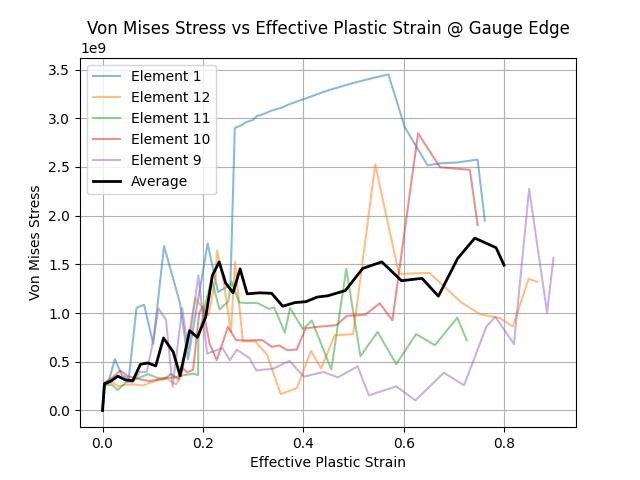 Von Mises Stress vs Effective Plastic Strain @ Gauge Edge
1e9
3.5
3.0
2.5
2.0
1.5
1.0
0.5
0.0
Von Mises Stress
Element 1
Element 12
Element 11
Element 10
Element 9
Average
0.0 0.2 0.4 0.6 0.8
Effective Plastic Strain